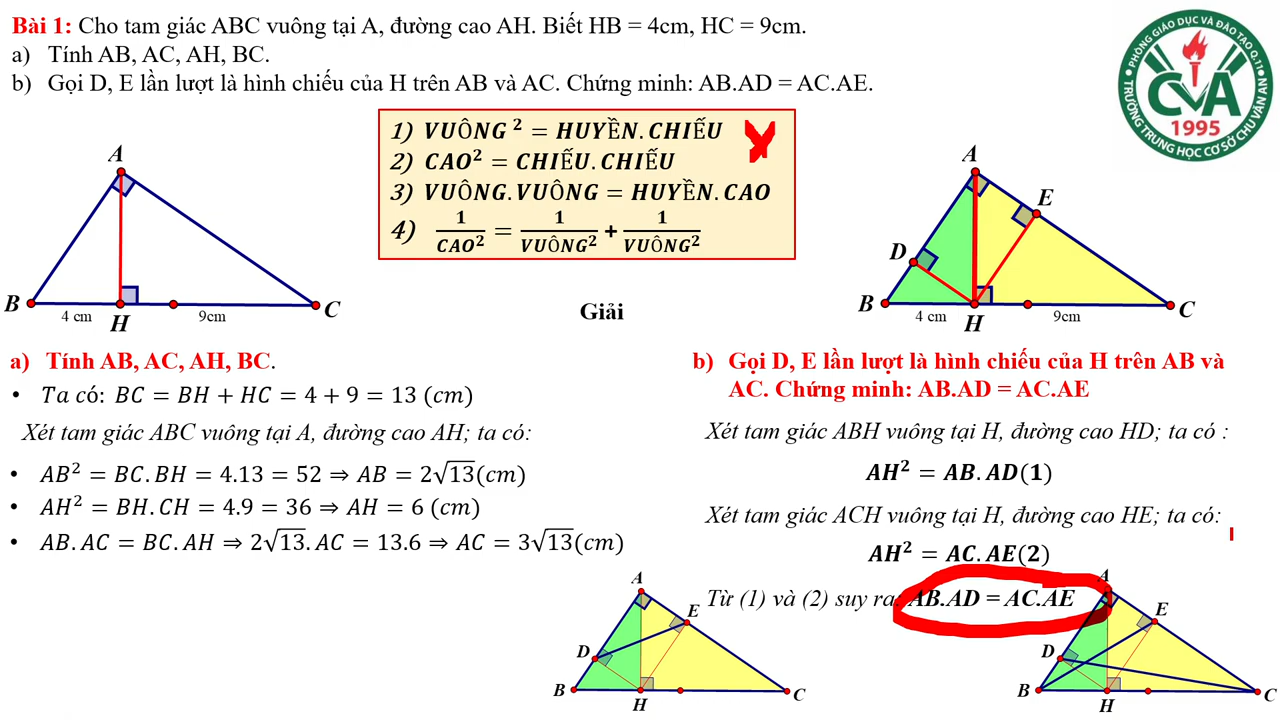 Bài 1: Cho tam giác ABC vuông tại A, đường cao AH. Biết HB = 4cm, HC = 9cm.
a) Tính AB, AC, AH, BC.
b) Gọi D, E lần lượt là hình chiếu của H trên AB và AC. Chứng minh: AB.AD = AC.AE.
PHÒNG GIÁO DỤC VÀ ĐÀO TẠO Q.11
CVA
1995
TRƯỜNG TRUNG HỌC CƠ SỞ CHU VĂN AN
1) VUÔNG² = HUYỀN.CHIẾU
2) CAO² = CHIẾU.CHIẾU
3) VUÔNG.VUÔNG = HUYỀN.CAO
4) 1/CAO² = 1/VUÔNG² + 1/VUÔNG²
A
B
H
C
4 cm
9cm
A
E
D
B
H
C
4 cm
9cm
Giải
a) Tính AB, AC, AH, BC.
• Ta có: BC = BH + HC = 4 + 9 = 13 (cm)
Xét tam giác ABC vuông tại A, đường cao AH; ta có:
• AB² = BC.BH = 4.13 = 52 ⇒ AB = 2√13(cm)
• AH² = BH.CH = 4.9 = 36 ⇒ AH = 6 (cm)
• AB.AC = BC.AH ⇒ 2√13.AC = 13.6 ⇒ AC = 3√13(cm)
b) Gọi D, E lần lượt là hình chiếu của H trên AB và
AC. Chứng minh: AB.AD = AC.AE
Xét tam giác ABH vuông tại H, đường cao HD; ta có :
AH² = AB.AD(1)
Xét tam giác ACH vuông tại H, đường cao HE; ta có:
AH² = AC.AE(2)
Từ (1) và (2) suy ra: AB.AD = AC.AE
A
E
D
B
H
C
A
E
D
B
H
C